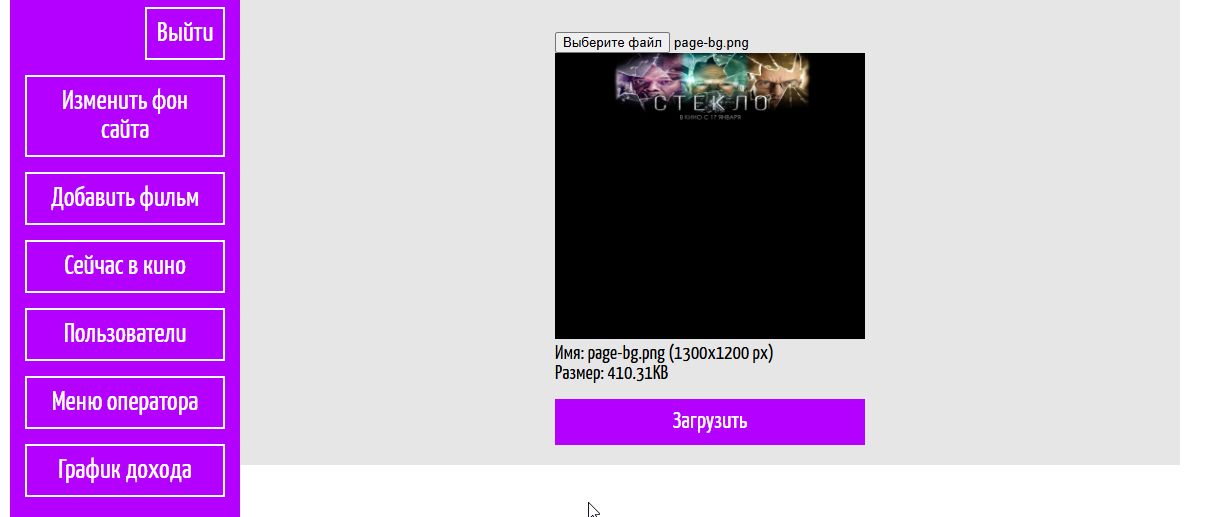 Выйти
Изменить фон
сайта
Добавить фильм
Сейчас в кино
Пользователи
Меню оператора
График дохода
Выберите файл page-bg.png
СТЕКЛО
В КИНО С 17 ЯНВАРЯ
Имя: page-bg.png (1300x1200 px)
Размер: 410.31KB
Загрузить